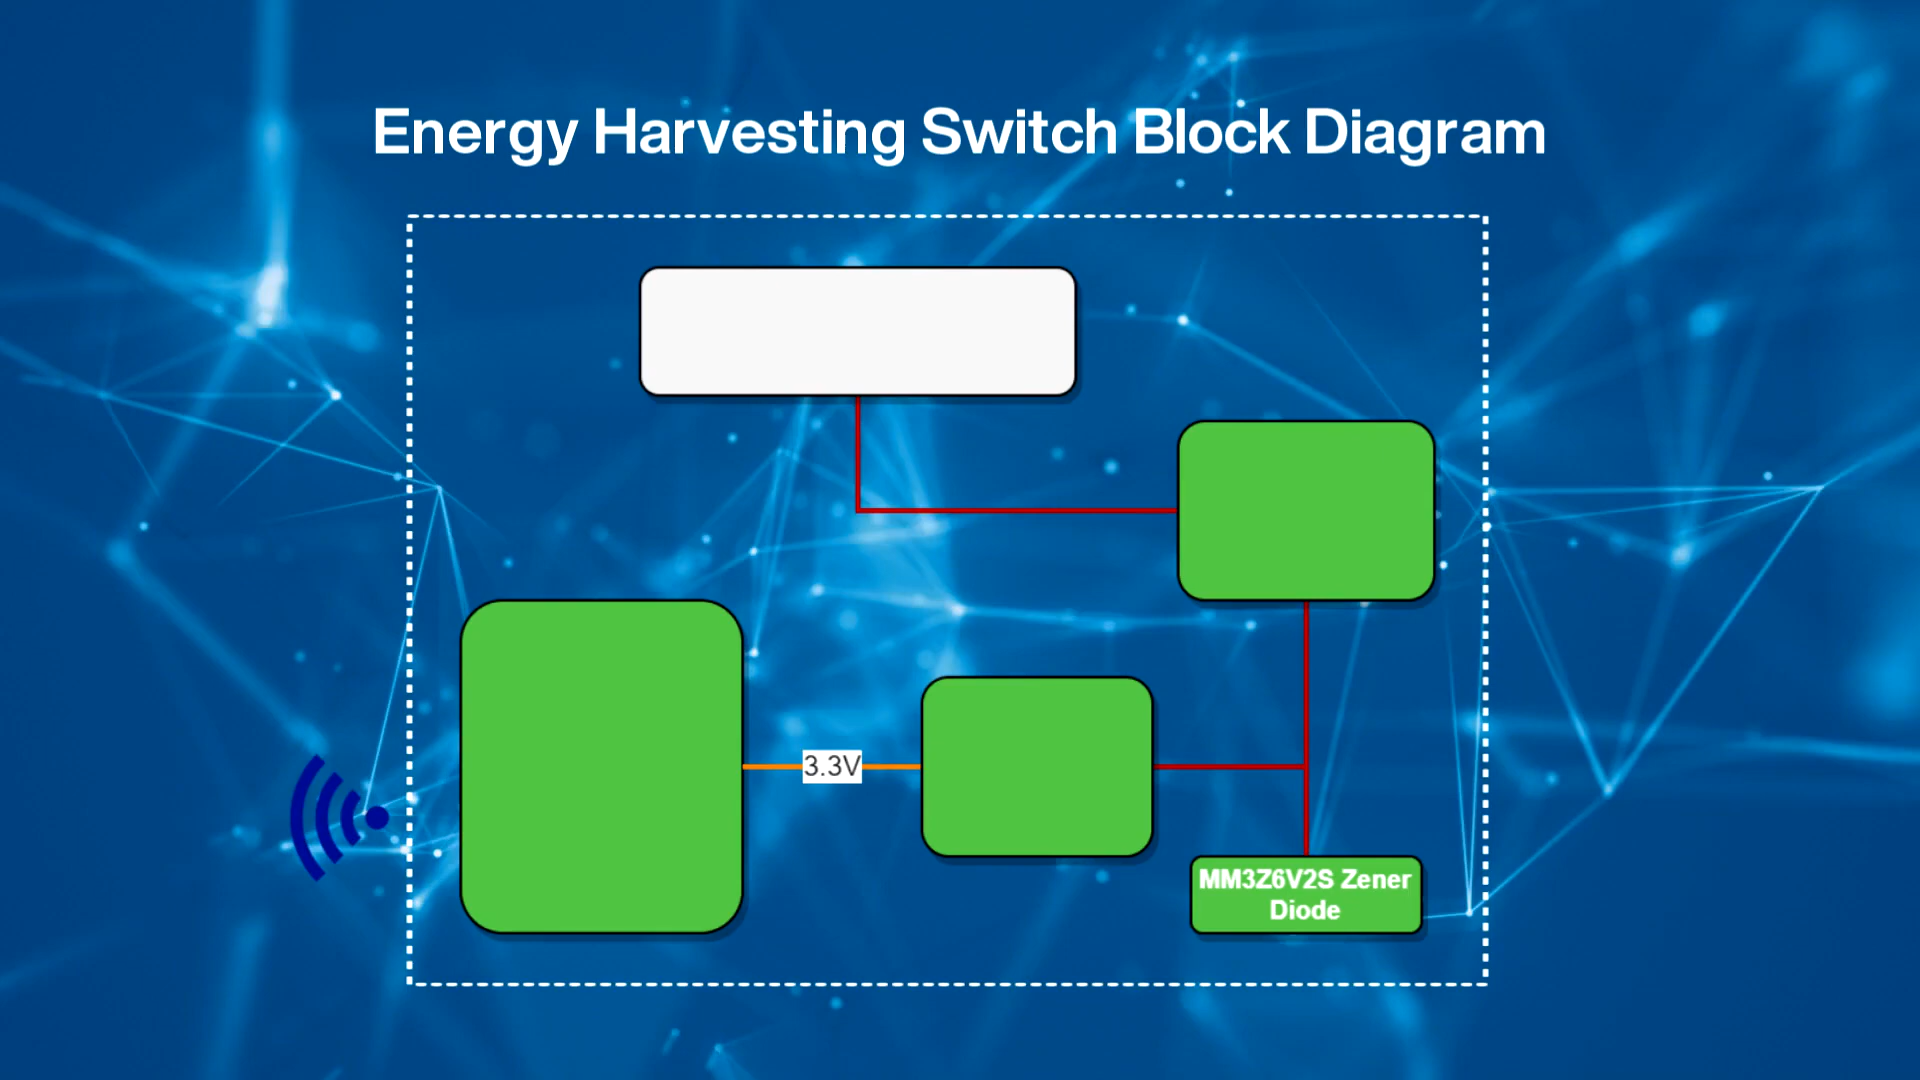 Energy Harvesting Switch Block Diagram
3.3V
MM3Z6V2S Zener
Diode